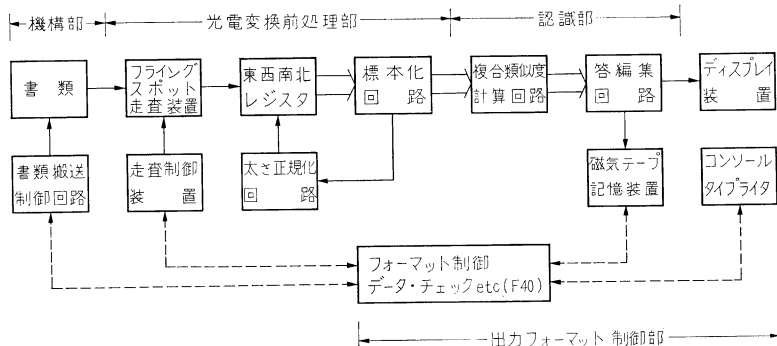 機構部
光電変換前処理部
認識部
書類
フライング
スポット
走査装置
東西南北
レジスタ
標本化
回路
複合類似度
計算回路
答編集
回路
ディスプレイ
装置
書類搬送
制御回路
走査制御
装置
太さ正規化
回路
磁気テープ
記憶装置
コンソール
タイプライタ
フォーマット制御
データ・チェックetc(F40)
出力フォーマット制御部